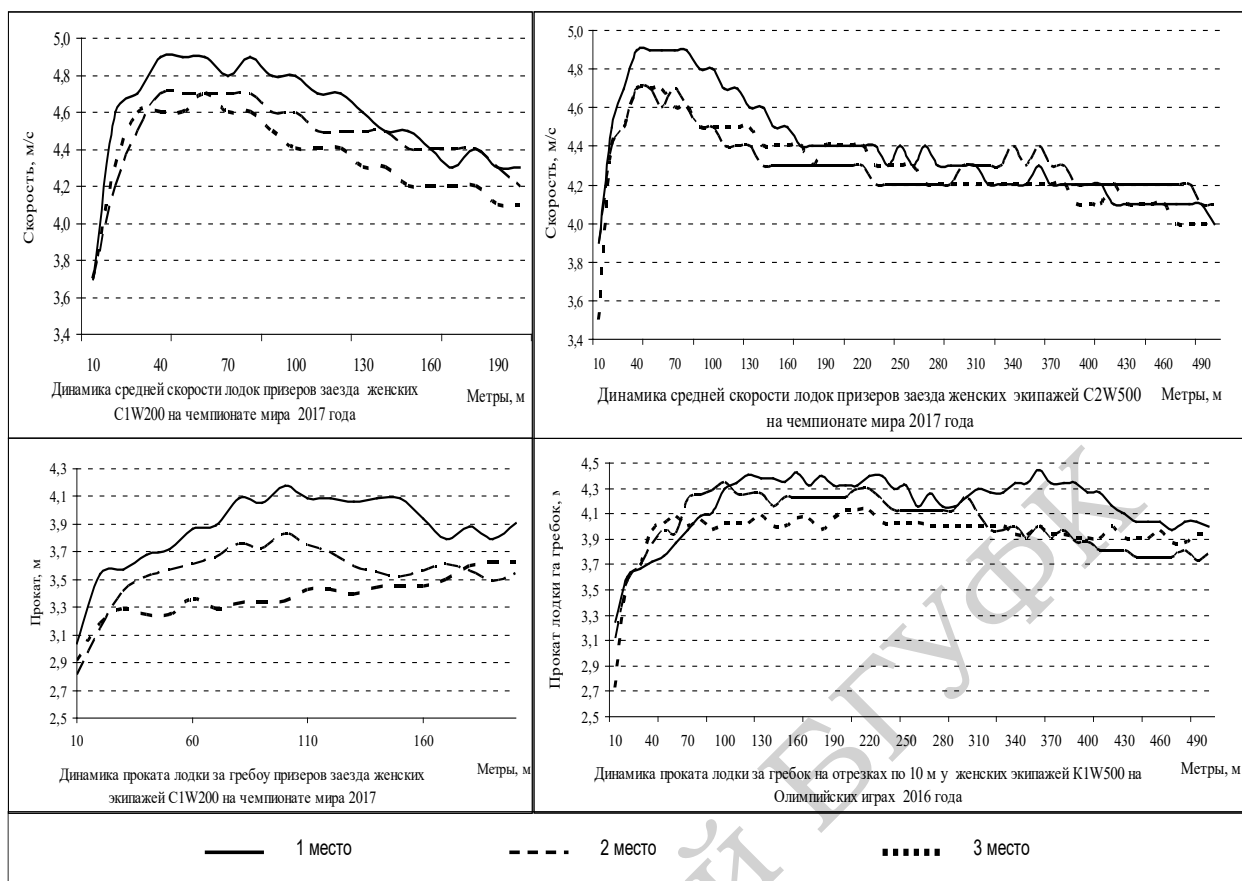 5,0
4,8
4,6
4,4
4,2
4,0
3,8
3,6
3,4
Скорость, м/с
10 40 70 100 130 160 190
Динамика средней скорости лодок призеров заезда женских
C1W200 на чемпионате мира 2017 года
Метры, м
5,0
4,8
4,6
4,4
4,2
4,0
3,8
3,6
3,4
Скорость, м/с
10 40 70 100 130 160 190 220 250 280 310 340 370 400 430 460 490
Динамика средней скорости лодок призеров заезда женских экипажей C2W500
на чемпионате мира 2017 года
Метры, м
4,3
4,1
3,9
3,7
3,5
3,3
3,1
2,9
2,7
2,5
Прокат, м
10 60 110 160
Динамика проката лодки за гребоу призеров заезда женских
экипажей C1W200 на чемпионате мира 2017
Метры, м
4,5
4,3
4,1
3,9
3,7
3,5
3,3
3,1
2,9
2,7
2,5
Прокат лодки га гребок, м
10 40 70 100 130 160 190 220 250 280 310 340 370 400 430 460 490
Динамика проката лодки за гребок на отрезках по 10 м у женских экипажей K1W500 на
Олимпийских играх 2016 года
Метры, м
1 место
2 место
3 место
й БГУФК